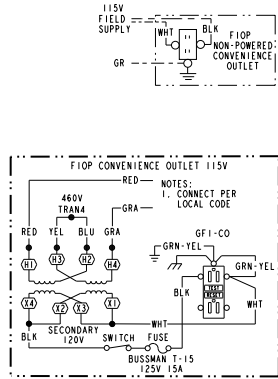 115V
FIELD
SUPPLY
BLK
WHT
FIOP
NON-POWERED
CONVENIENCE
OUTLET
GR
FIOP CONVENIENCE OUTLET 115V
RED
NOTES:
1. CONNECT PER
LOCAL CODE
460V
TRAN4
GRA
RED YEL BLU GRA
GFI-CO
GRN-YEL
H1 H3 H2 H4
GRN-YEL
BLK
TEST
RESET
X4 X2 X3 X1
WHT
SECONDARY
120V
WHT
BLK
SWITCH FUSE
BUSSMAN T-15
125V 15A